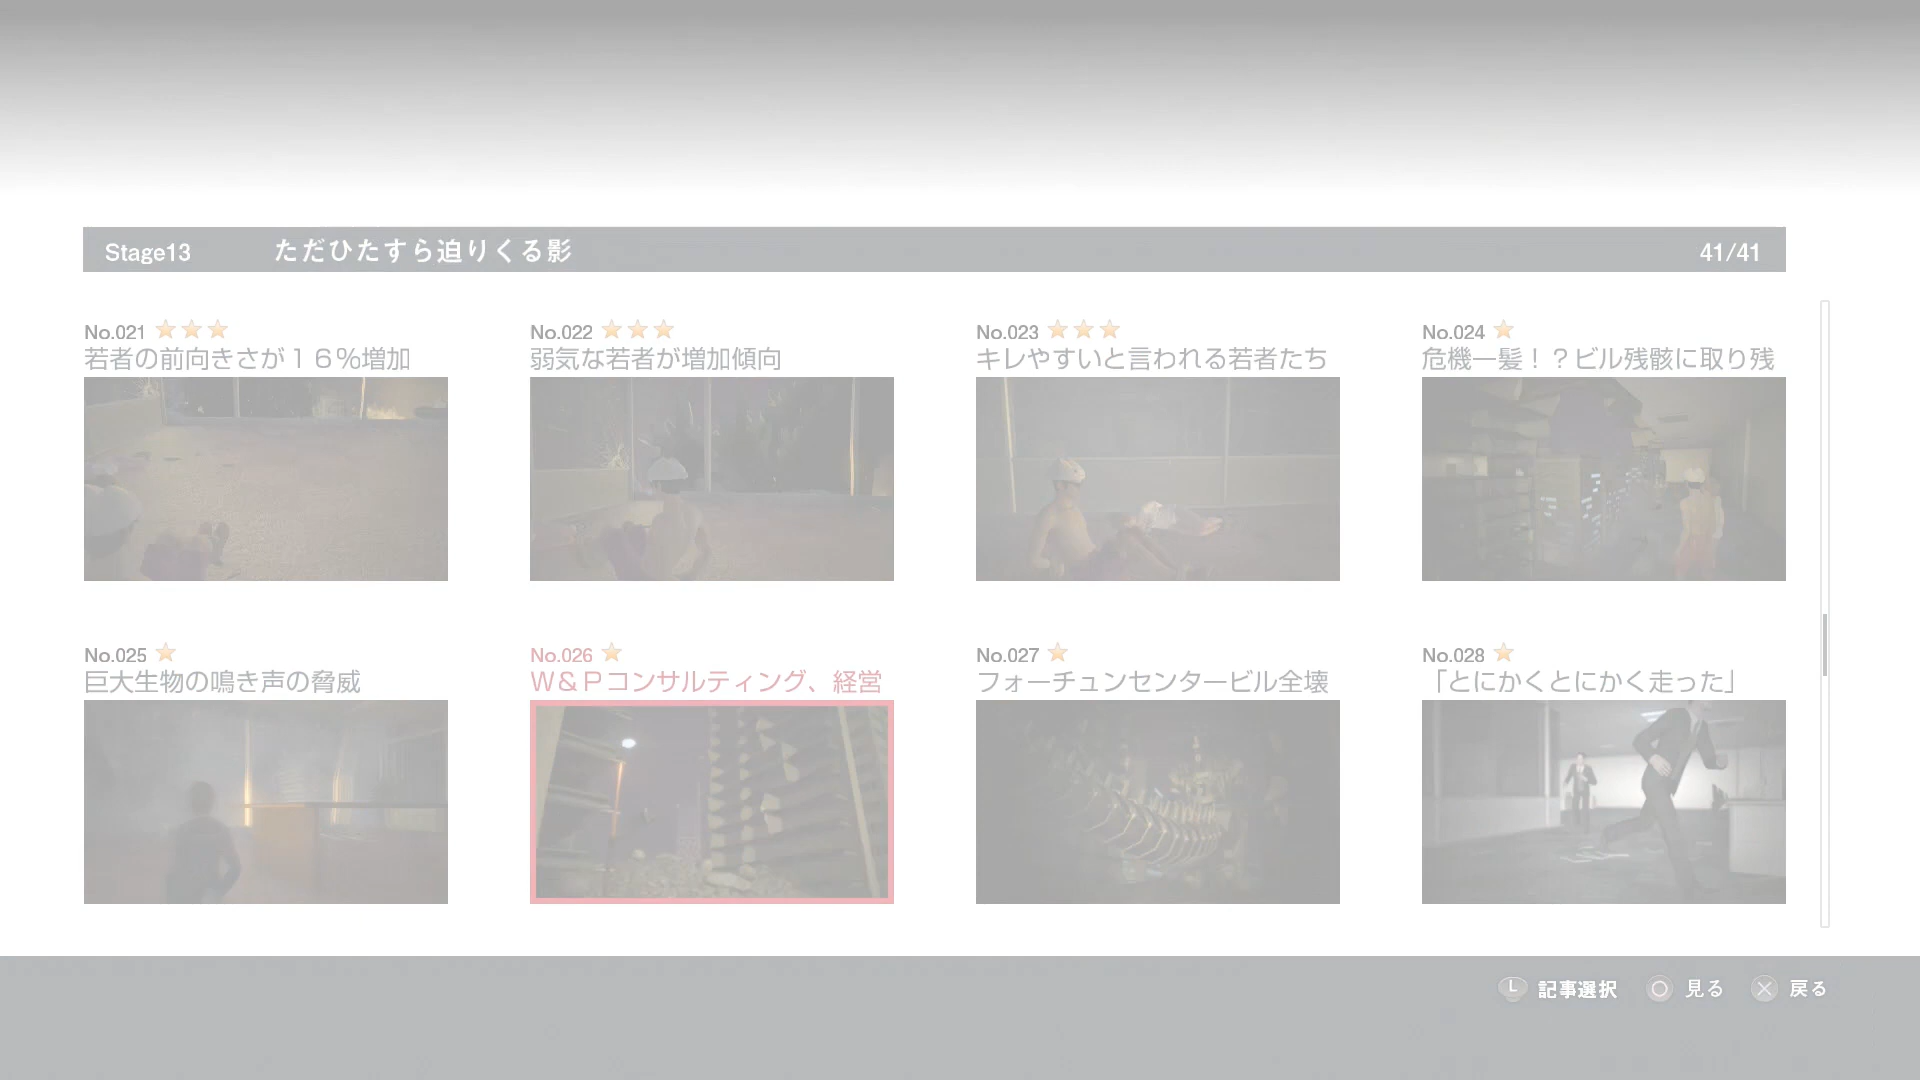 Stage13 ただひたすら迫りくる影 41/41
No.021 ★★★
若者の前向きさが１６％増加
No.022 ★★★
弱気な若者が増加傾向
No.023 ★★★
キレやすいと言われる若者たち
No.024 ★
危機一髪！？ビル残骸に取り残
No.025 ★
巨大生物の鳴き声の脅威
No.026 ★
Ｗ＆Ｐコンサルティング、経営
No.027 ★
フォーチュンセンタービル全壊
No.028 ★
「とにかくとにかく走った」
L 記事選択 ○ 見る × 戻る